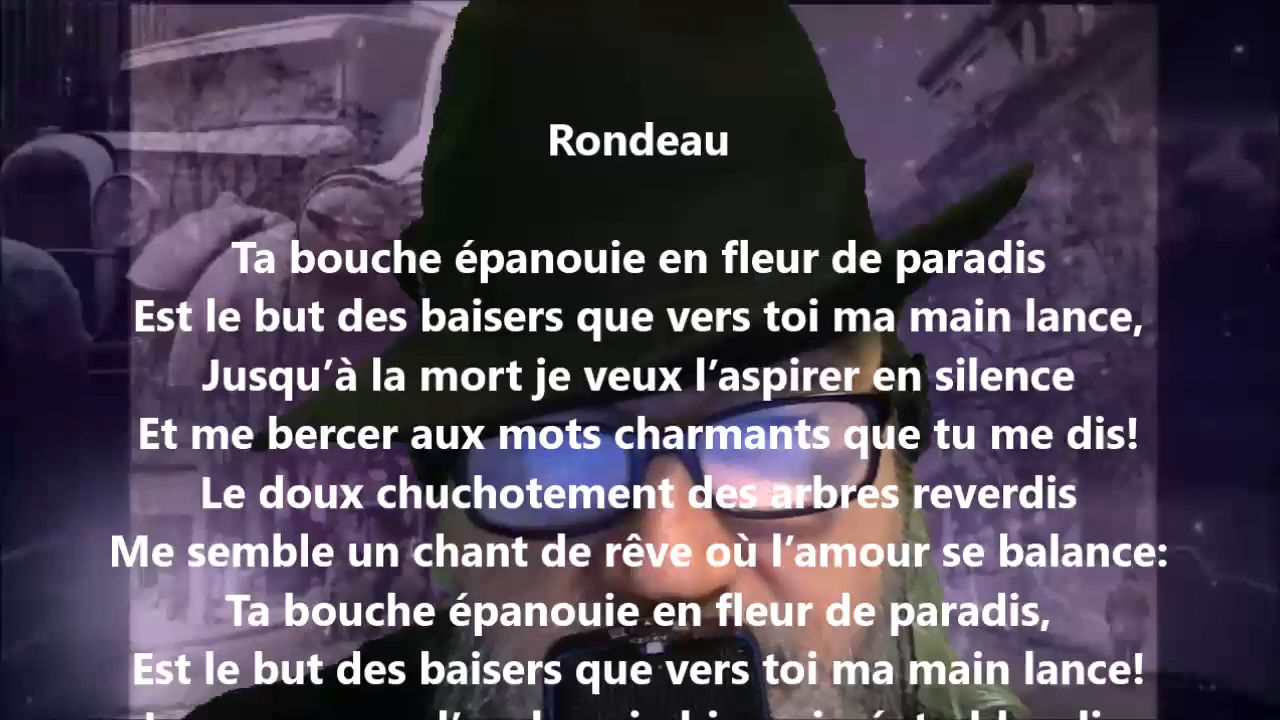 Rondeau
Ta bouche épanouie en fleur de paradis
Est le but des baisers que vers toi ma main lance,
Jusqu’à la mort je veux l’aspirer en silence
Et me bercer aux mots charmants que tu me dis!
Le doux chuchotement des arbres reverdis
Me semble un chant de rêve où l’amour se balance:
Ta bouche épanouie en fleur de paradis,
Est le but des baisers que vers toi ma main lance!